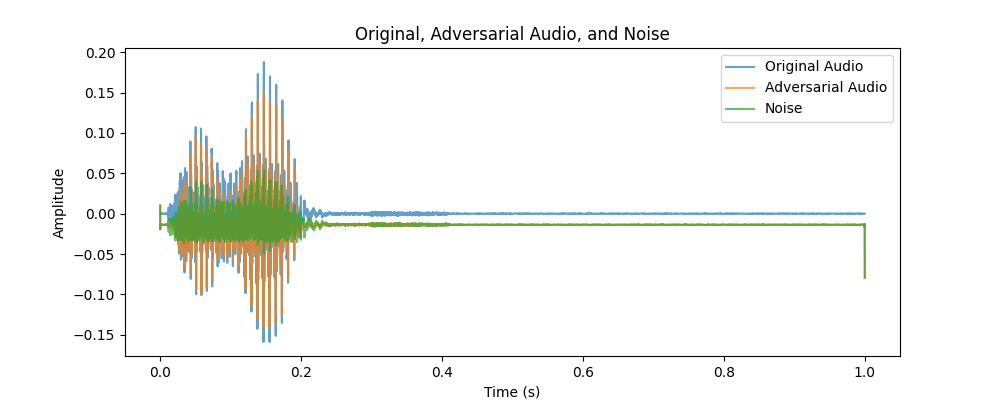 Original, Adversarial Audio, and Noise
0.20
0.15
0.10
0.05
0.00
−0.05
−0.10
−0.15
Amplitude
Original Audio
Adversarial Audio
Noise
0.0 0.2 0.4 0.6 0.8 1.0
Time (s)